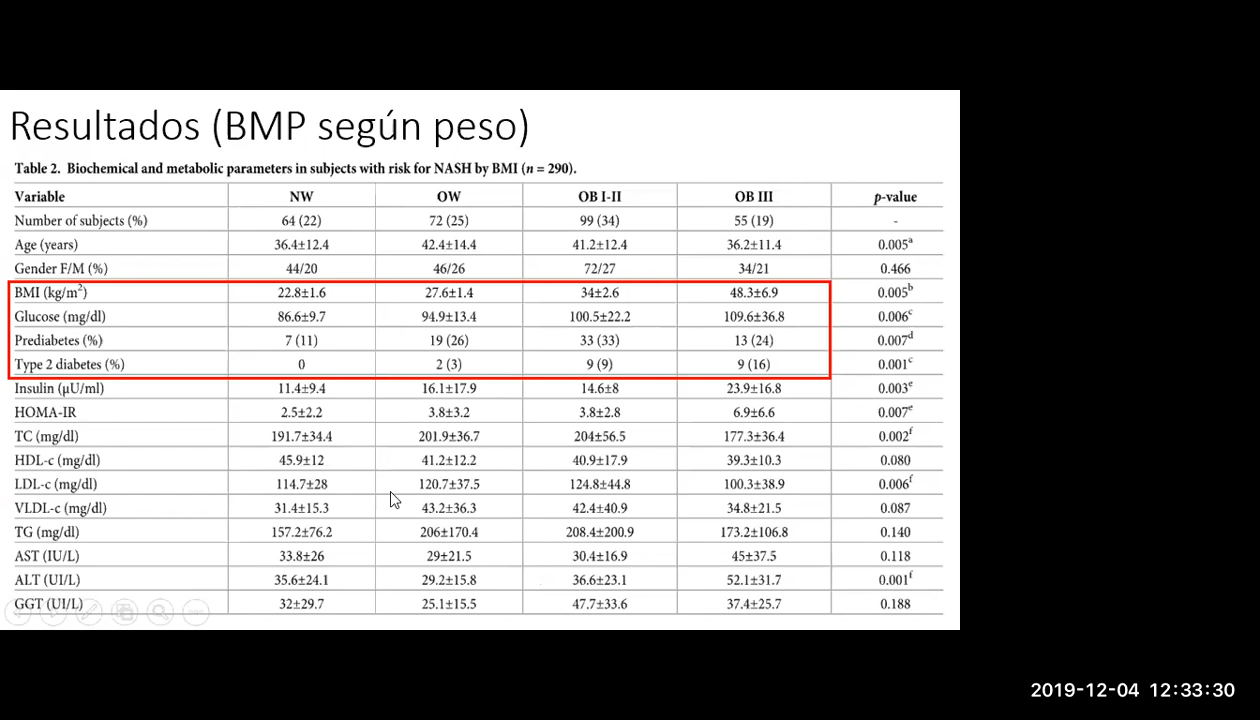 Resultados (BMP según peso)
Table 2. Biochemical and metabolic parameters in subjects with risk for NASH by BMI (n = 290).
Variable NW OW OB I-II OB III p-value
Number of subjects (%) 64 (22) 72 (25) 99 (34) 55 (19) -
Age (years) 36.4±12.4 42.4±14.4 41.2±12.4 36.2±11.4 0.005a
Gender F/M (%) 44/20 46/26 72/27 34/21 0.466
BMI (kg/m2) 22.8±1.6 27.6±1.4 34±2.6 48.3±6.9 0.005b
Glucose (mg/dl) 86.6±9.7 94.9±13.4 100.5±22.2 109.6±36.8 0.006c
Prediabetes (%) 7 (11) 19 (26) 33 (33) 13 (24) 0.007d
Type 2 diabetes (%) 0 2 (3) 9 (9) 9 (16) 0.001c
Insulin (μU/ml) 11.4±9.4 16.1±17.9 14.6±8 23.9±16.8 0.003e
HOMA-IR 2.5±2.2 3.8±3.2 3.8±2.8 6.9±6.6 0.007e
TC (mg/dl) 191.7±34.4 201.9±36.7 204±56.5 177.3±36.4 0.002f
HDL-c (mg/dl) 45.9±12 41.2±12.2 40.9±17.9 39.3±10.3 0.080
LDL-c (mg/dl) 114.7±28 120.7±37.5 124.8±44.8 100.3±38.9 0.006f
VLDL-c (mg/dl) 31.4±15.3 43.2±36.3 42.4±40.9 34.8±21.5 0.087
TG (mg/dl) 157.2±76.2 206±170.4 208.4±200.9 173.2±106.8 0.140
AST (IU/L) 33.8±26 29±21.5 30.4±16.9 45±37.5 0.118
ALT (UI/L) 35.6±24.1 29.2±15.8 36.6±23.1 52.1±31.7 0.001f
GGT (UI/L) 32±29.7 25.1±15.5 47.7±33.6 37.4±25.7 0.188
2019-12-04 12:33:30